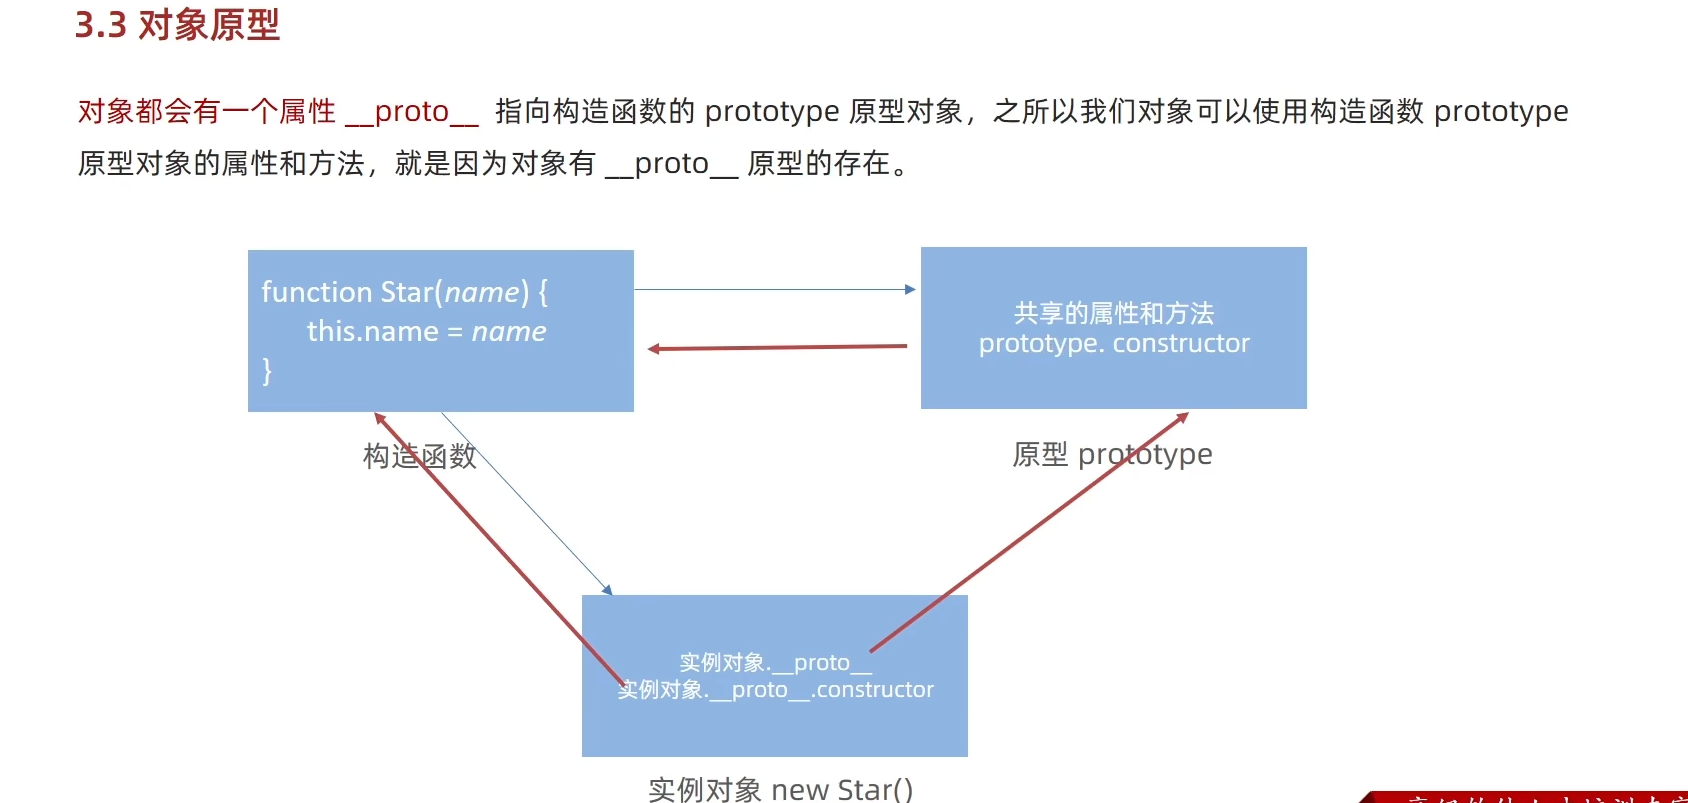 3.3 对象原型
对象都会有一个属性 __proto__ 指向构造函数的 prototype 原型对象，之所以我们对象可以使用构造函数 prototype
原型对象的属性和方法，就是因为对象有 __proto__ 原型的存在。
function Star(name) {
this.name = name
}
共享的属性和方法
prototype. constructor
构造函数
原型 prototype
实例对象.__proto__
实例对象.__proto__.constructor
实例对象 new Star()